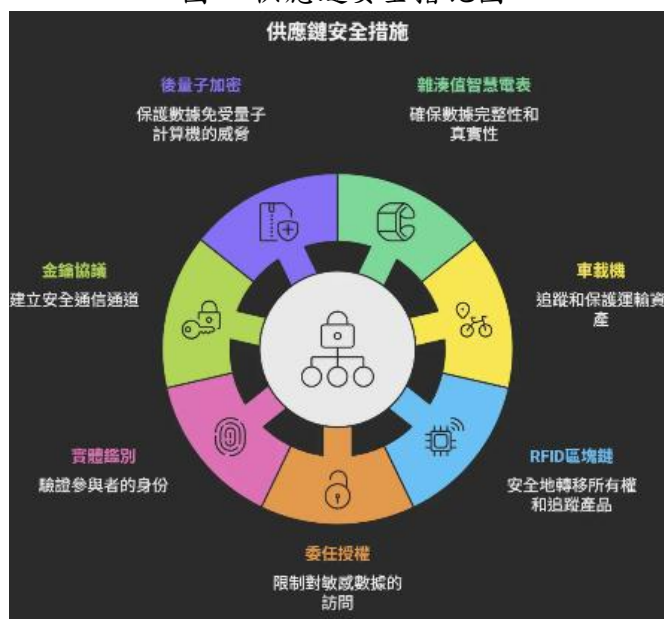 供應鏈安全措施
後量子加密
保護數據免受量子
計算機的威脅
雜湊值智慧電表
確保數據完整性和
真實性
金鑰協議
建立安全通信通道
車載機
追蹤和保護運輸資
產
實體鑑別
驗證參與者的身份
RFID區塊鏈
安全地轉移所有權
和追蹤產品
委任授權
限制對敏感數據的
訪問